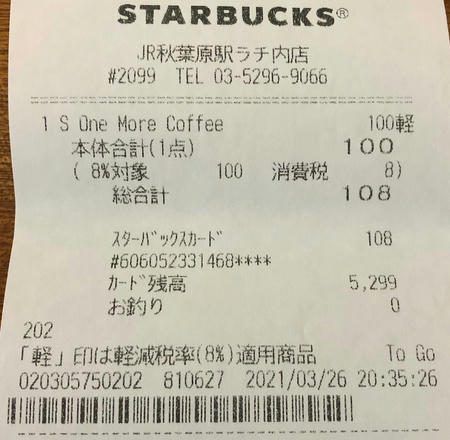 STARBUCKS®
JR秋葉原駅ラチ内店
#2099 TEL 03-5296-9066
1 S One More Coffee 100軽
本体合計(1点) 100
( 8%対象 100 消費税 8)
総合計 108
ｽﾀｰﾊﾞｯｸｽｶｰﾄﾞ 108
#606052331468****
ｶｰﾄﾞ残高 5,299
お釣り 0
202
「軽」印は軽減税率(8%)適用商品 To Go
020305750202 810627 2021/03/26 20:35:26